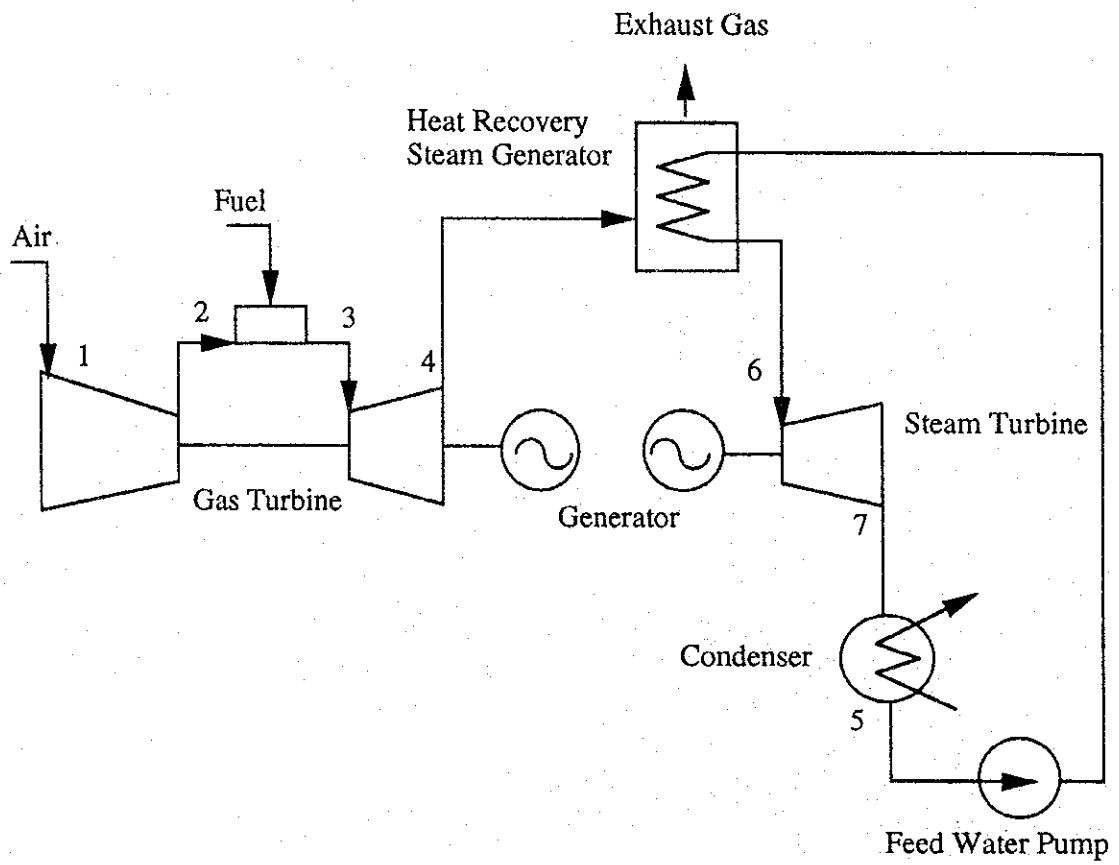 Exhaust Gas
Heat Recovery
Steam Generator
Fuel
Air
2
3
1
4
6
Steam Turbine
Gas Turbine
Generator
7
Condenser
5
Feed Water Pump